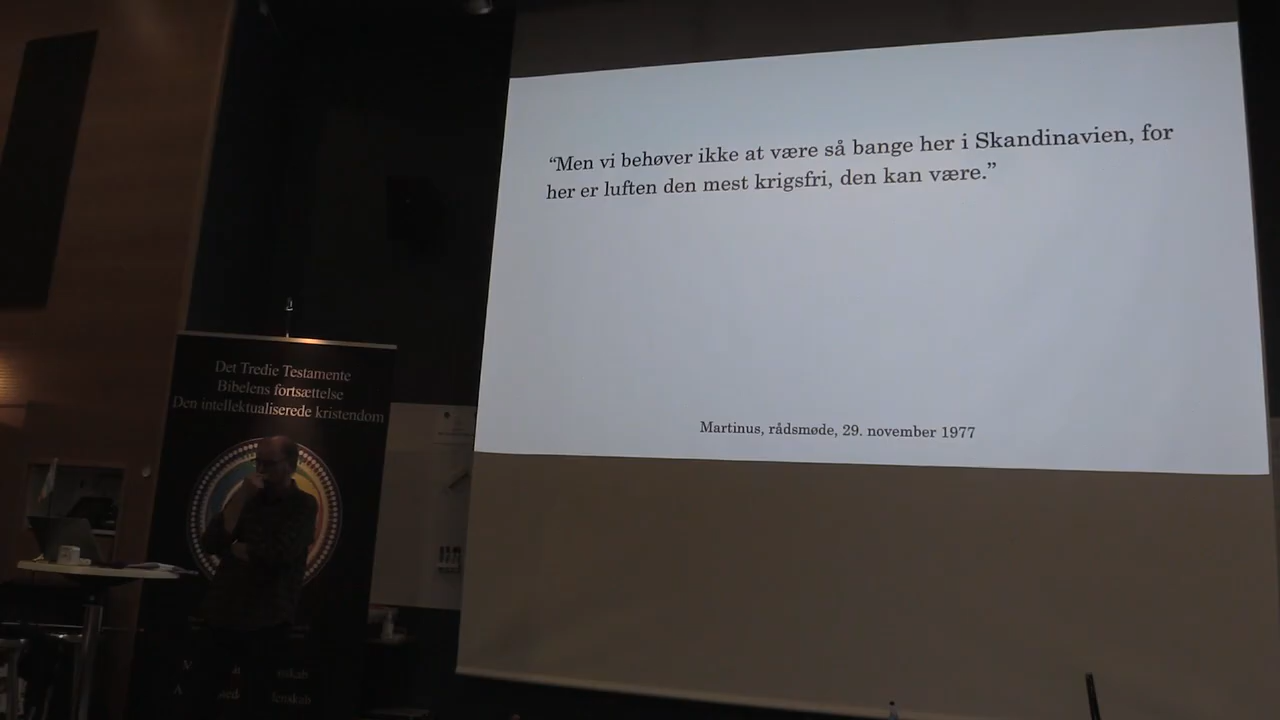 “Men vi behøver ikke at være så bange her i Skandinavien, for
her er luften den mest krigsfri, den kan være.”
Martinus, rådsmøde, 29. november 1977
Det Tredie Testamente
Bibelens fortsættelse
Den intellektualiserede kristendom